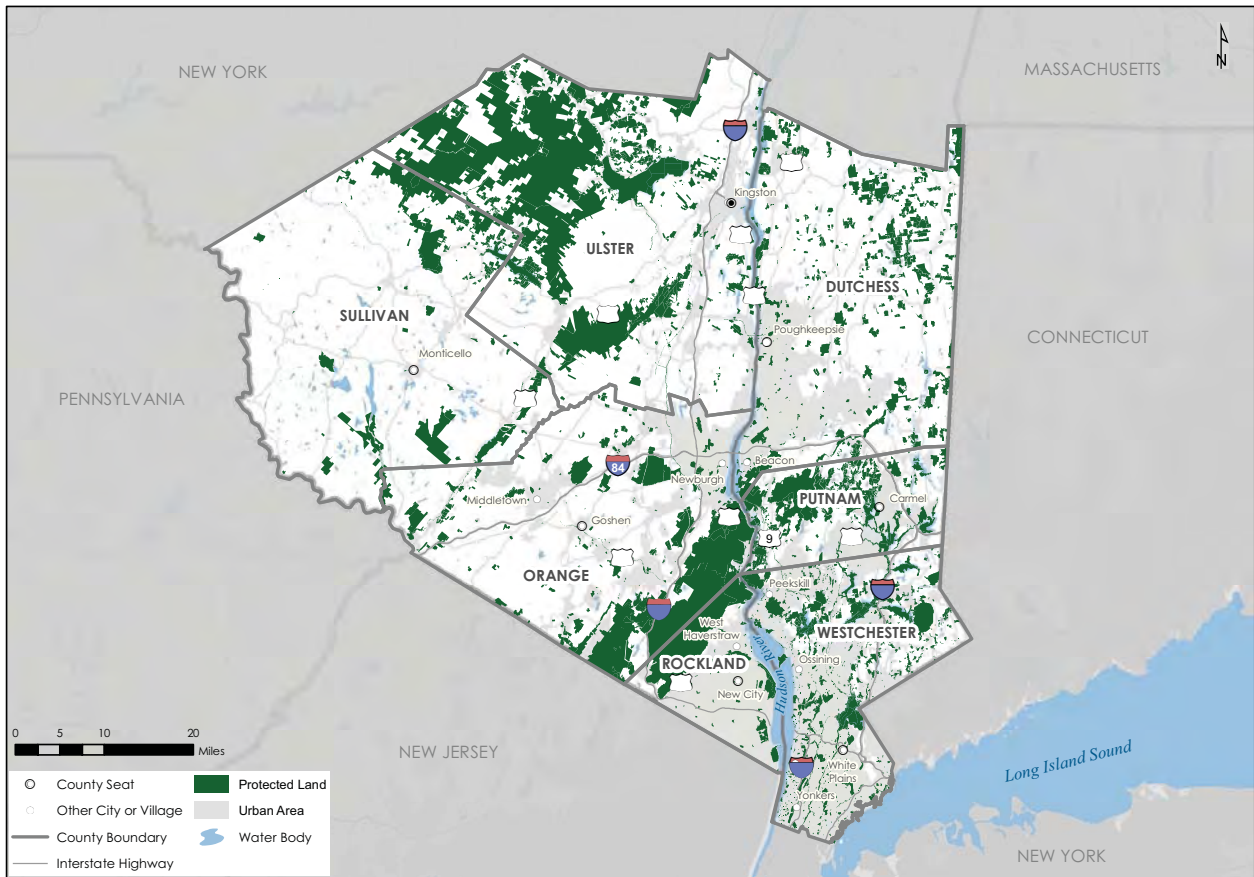 NEW YORK
MASSACHUSETTS
N
Kingston
ULSTER
DUTCHESS
SULLIVAN
Poughkeepsie
CONNECTICUT
Monticello
PENNSYLVANIA
84
Beacon
Newburgh
Middletown
PUTNAM
Carmel
Goshen
9
ORANGE
Peekskill
West
Haverstraw
WESTCHESTER
ROCKLAND
Ossining
New City
Hudson River
NEW JERSEY
White
Plains
Yonkers
Long Island Sound
NEW YORK
0 5 10 20
Miles
County Seat
Other City or Village
County Boundary
Interstate Highway
Protected Land
Urban Area
Water Body